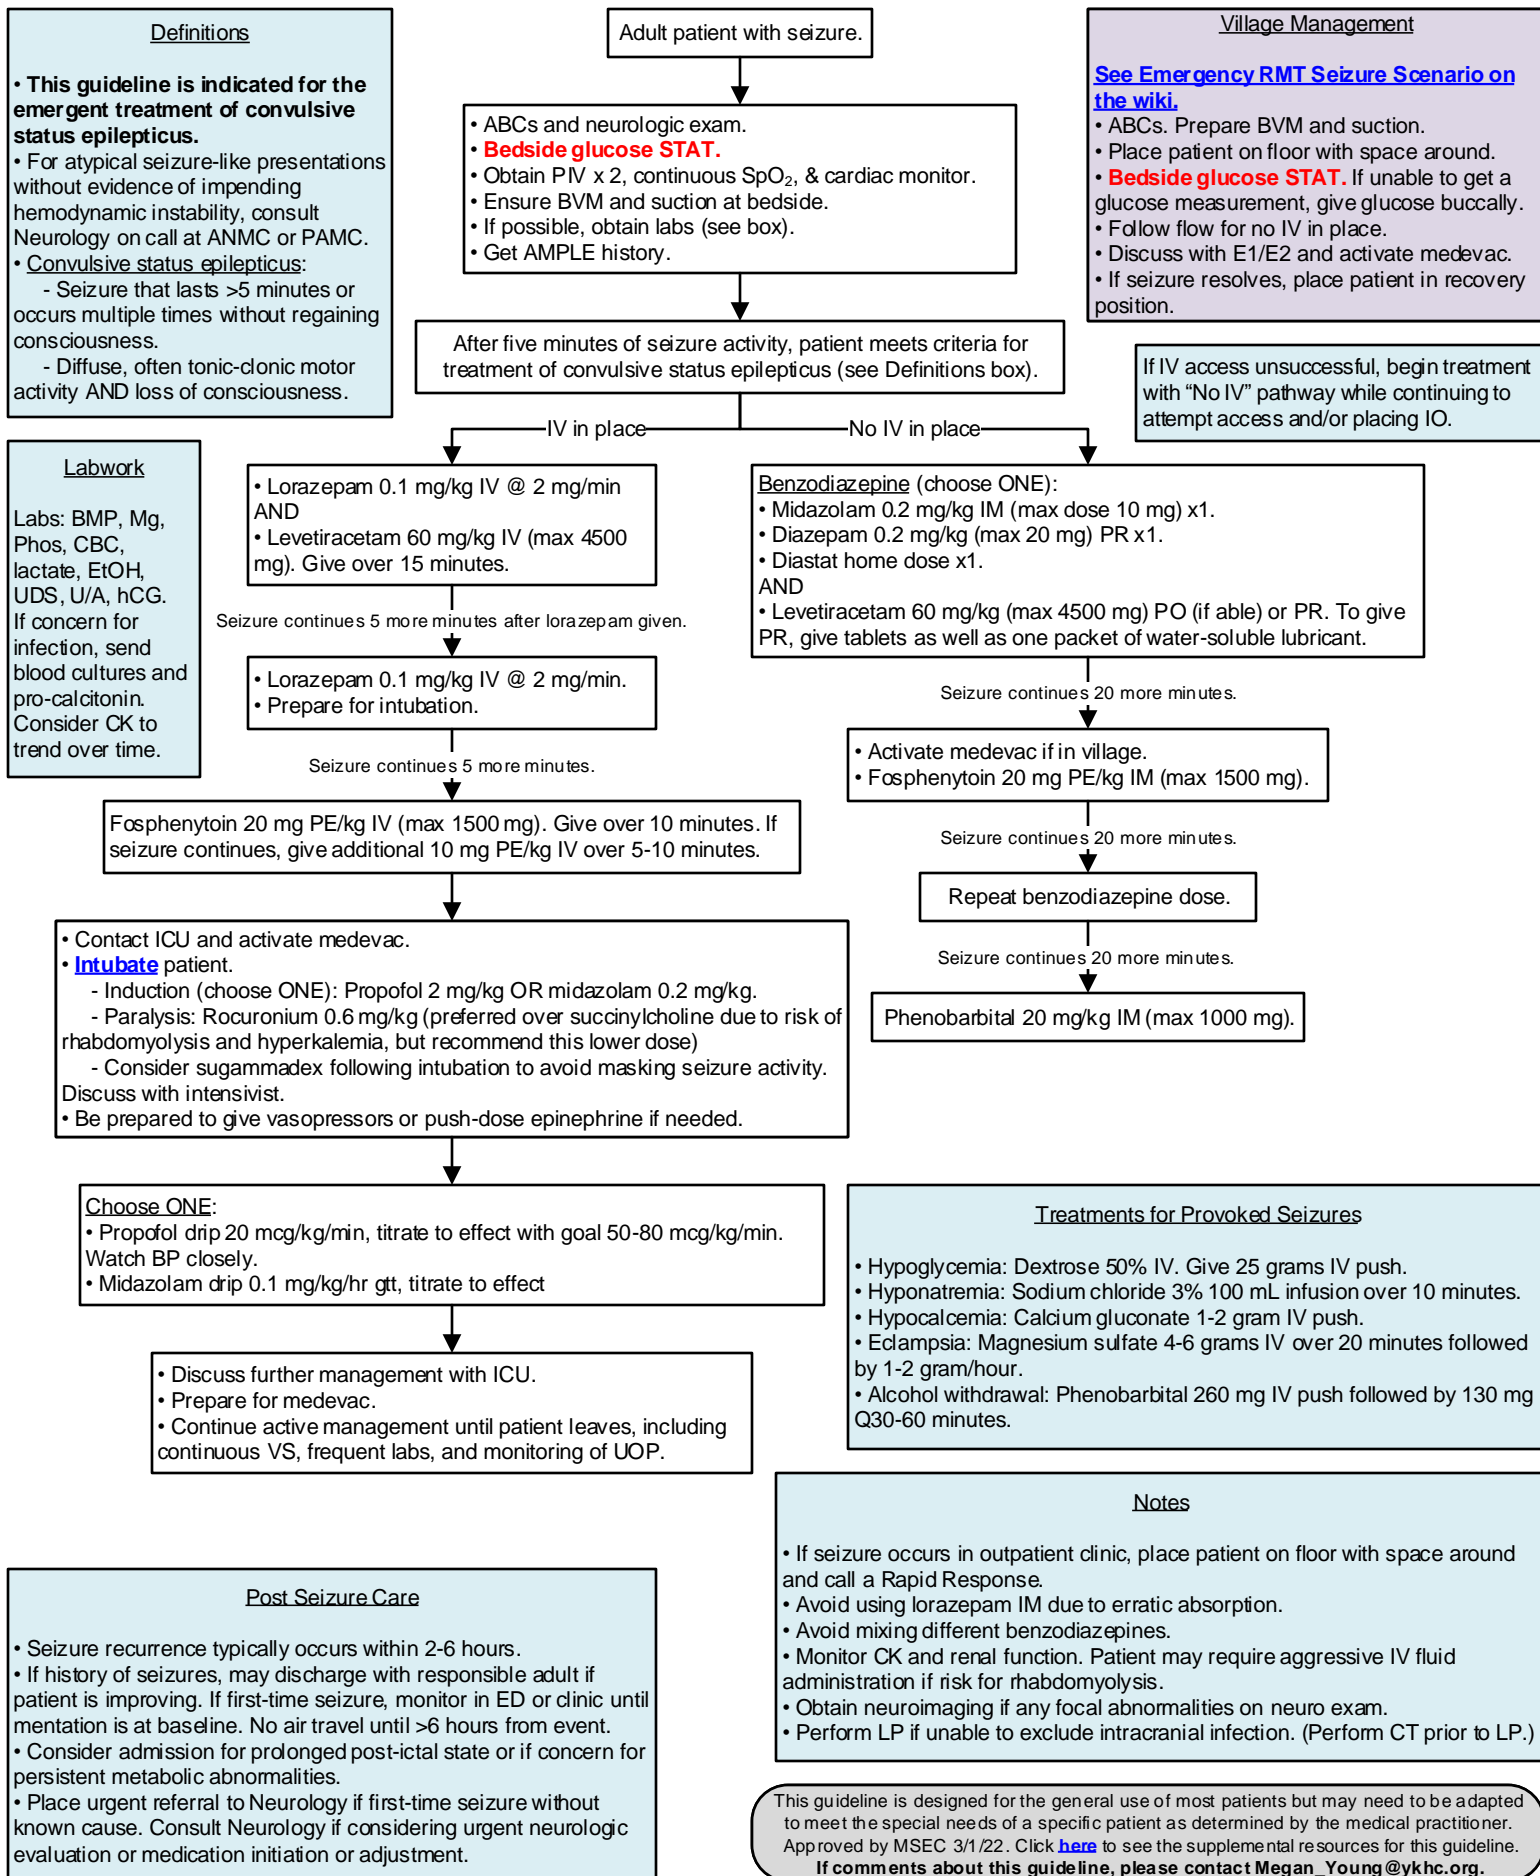 Definitions
• This guideline is indicated for the
emergent treatment of convulsive
status epilepticus.
• For atypical seizure-like presentations
without evidence of impending
hemodynamic instability, consult
Neurology on call at ANMC or PAMC.
• Convulsive status epilepticus:
- Seizure that lasts >5 minutes or
occurs multiple times without regaining
consciousness.
- Diffuse, often tonic-clonic motor
activity AND loss of consciousness.
Adult patient with seizure.
• ABCs and neurologic exam.
• Bedside glucose STAT.
• Obtain PIV x 2, continuous SpO₂, & cardiac monitor.
• Ensure BVM and suction at bedside.
• If possible, obtain labs (see box).
• Get AMPLE history.
Village Management
See Emergency RMT Seizure Scenario on
the wiki.
• ABCs. Prepare BVM and suction.
• Place patient on floor with space around.
• Bedside glucose STAT. If unable to get a
glucose measurement, give glucose buccally.
• Follow flow for no IV in place.
• Discuss with E1/E2 and activate medevac.
• If seizure resolves, place patient in recovery
position.
After five minutes of seizure activity, patient meets criteria for
treatment of convulsive status epilepticus (see Definitions box).
If IV access unsuccessful, begin treatment
with “No IV” pathway while continuing to
attempt access and/or placing IO.
IV in place
No IV in place
Labwork
Labs: BMP, Mg,
Phos, CBC,
lactate, EtOH,
UDS, U/A, hCG.
If concern for
infection, send
blood cultures and
pro-calcitonin.
Consider CK to
trend over time.
• Lorazepam 0.1 mg/kg IV @ 2 mg/min
AND
• Levetiracetam 60 mg/kg IV (max 4500
mg). Give over 15 minutes.
Seizure continues 5 more minutes after lorazepam given.
• Lorazepam 0.1 mg/kg IV @ 2 mg/min.
• Prepare for intubation.
Seizure continues 5 more minutes.
Fosphenytoin 20 mg PE/kg IV (max 1500 mg). Give over 10 minutes. If
seizure continues, give additional 10 mg PE/kg IV over 5-10 minutes.
• Contact ICU and activate medevac.
• Intubate patient.
- Induction (choose ONE): Propofol 2 mg/kg OR midazolam 0.2 mg/kg.
- Paralysis: Rocuronium 0.6 mg/kg (preferred over succinylcholine due to risk of
rhabdomyolysis and hyperkalemia, but recommend this lower dose)
- Consider sugammadex following intubation to avoid masking seizure activity.
Discuss with intensivist.
• Be prepared to give vasopressors or push-dose epinephrine if needed.
Choose ONE:
• Propofol drip 20 mcg/kg/min, titrate to effect with goal 50-80 mcg/kg/min.
Watch BP closely.
• Midazolam drip 0.1 mg/kg/hr gtt, titrate to effect
• Discuss further management with ICU.
• Prepare for medevac.
• Continue active management until patient leaves, including
continuous VS, frequent labs, and monitoring of UOP.
Benzodiazepine (choose ONE):
• Midazolam 0.2 mg/kg IM (max dose 10 mg) x1.
• Diazepam 0.2 mg/kg (max 20 mg) PR x1.
• Diastat home dose x1.
AND
• Levetiracetam 60 mg/kg (max 4500 mg) PO (if able) or PR. To give
PR, give tablets as well as one packet of water-soluble lubricant.
Seizure continues 20 more minutes.
• Activate medevac if in village.
• Fosphenytoin 20 mg PE/kg IM (max 1500 mg).
Seizure continues 20 more minutes.
Repeat benzodiazepine dose.
Seizure continues 20 more minutes.
Phenobarbital 20 mg/kg IM (max 1000 mg).
Treatments for Provoked Seizures
• Hypoglycemia: Dextrose 50% IV. Give 25 grams IV push.
• Hyponatremia: Sodium chloride 3% 100 mL infusion over 10 minutes.
• Hypocalcemia: Calcium gluconate 1-2 gram IV push.
• Eclampsia: Magnesium sulfate 4-6 grams IV over 20 minutes followed
by 1-2 gram/hour.
• Alcohol withdrawal: Phenobarbital 260 mg IV push followed by 130 mg
Q30-60 minutes.
Notes
• If seizure occurs in outpatient clinic, place patient on floor with space around
and call a Rapid Response.
• Avoid using lorazepam IM due to erratic absorption.
• Avoid mixing different benzodiazepines.
• Monitor CK and renal function. Patient may require aggressive IV fluid
administration if risk for rhabdomyolysis.
• Obtain neuroimaging if any focal abnormalities on neuro exam.
• Perform LP if unable to exclude intracranial infection. (Perform CT prior to LP.)
Post Seizure Care
• Seizure recurrence typically occurs within 2-6 hours.
• If history of seizures, may discharge with responsible adult if
patient is improving. If first-time seizure, monitor in ED or clinic until
mentation is at baseline. No air travel until >6 hours from event.
• Consider admission for prolonged post-ictal state or if concern for
persistent metabolic abnormalities.
• Place urgent referral to Neurology if first-time seizure without
known cause. Consult Neurology if considering urgent neurologic
evaluation or medication initiation or adjustment.
This guideline is designed for the general use of most patients but may need to be adapted
to meet the special needs of a specific patient as determined by the medical practitioner.
Approved by MSEC 3/1/22. Click here to see the supplemental resources for this guideline.
If comments about this guideline, please contact Megan_Young@ykhc.org.